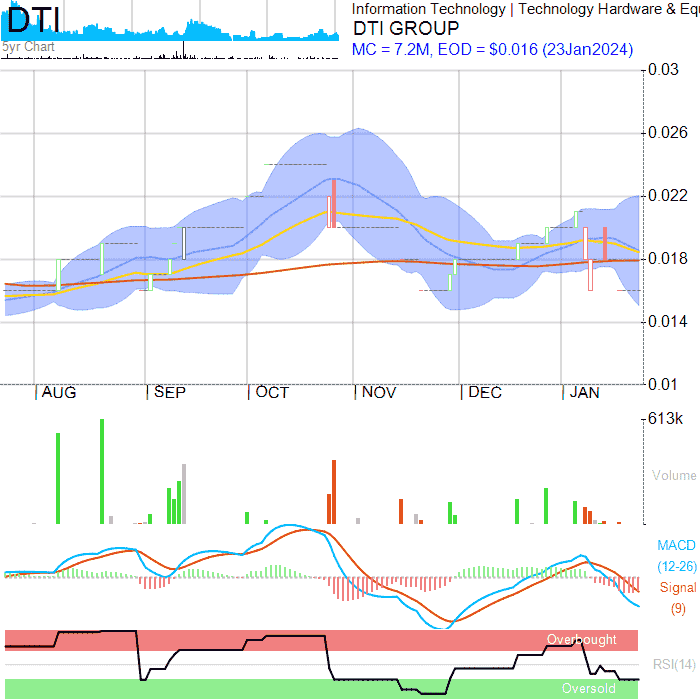 DTI
5yr Chart
Information Technology | Technology Hardware & Equ
DTI GROUP
MC = 7.2M, EOD = $0.016 (23Jan2024)
0.03
0.026
0.022
0.018
0.014
0.01
AUG SEP OCT NOV DEC JAN
613k
Volume
MACD
(12-26)
Signal
(9)
Overbought
RSI(14)
Oversold